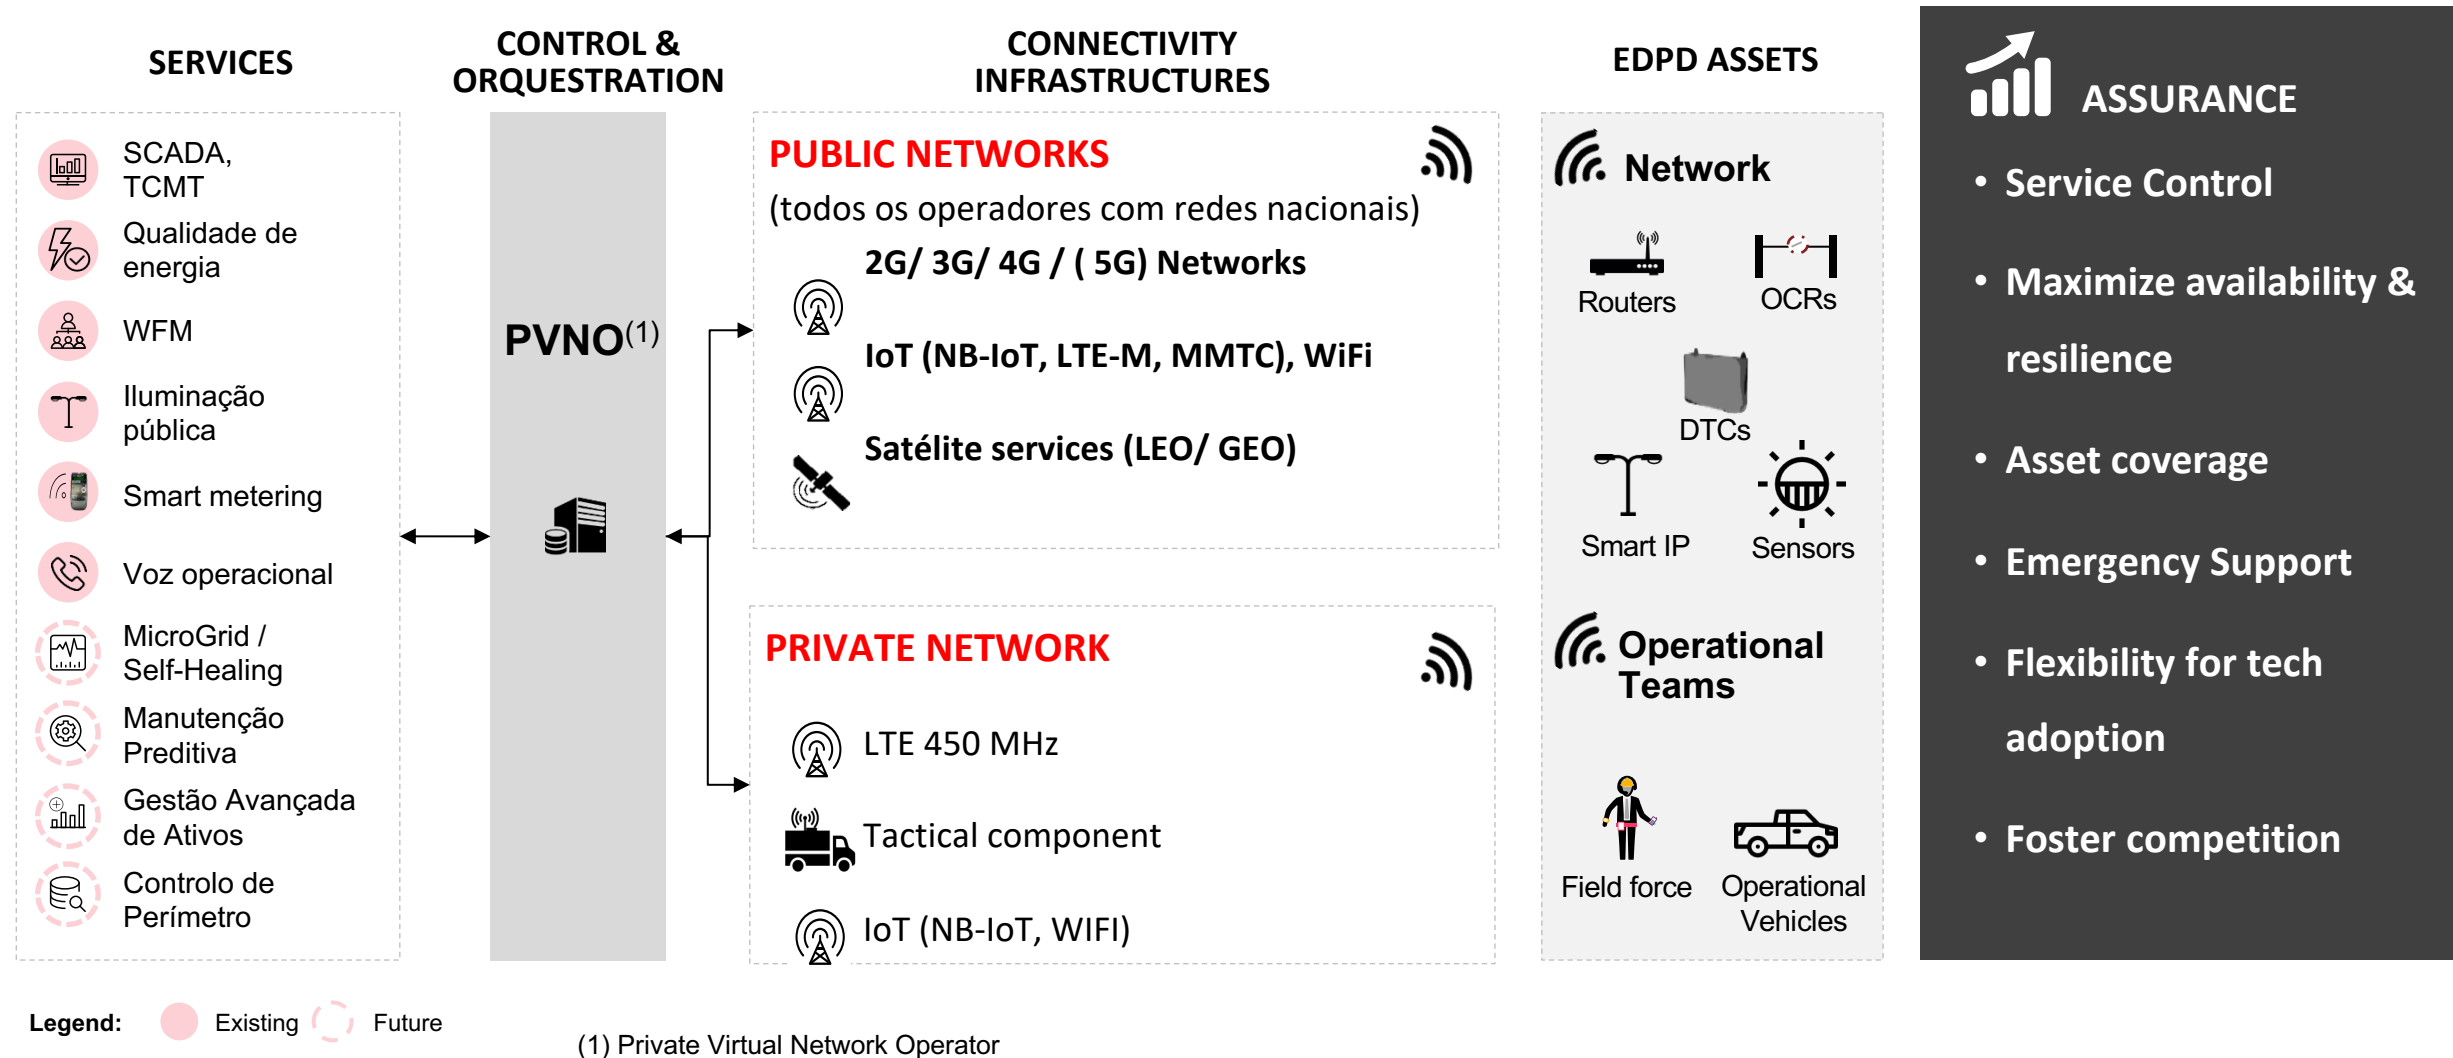 SERVICES
SCADA,
TCMT
Qualidade de
energia
WFM
Iluminação
pública
Smart metering
Voz operacional
MicroGrid /
Self-Healing
Manutenção
Preditiva
Gestão Avançada
de Ativos
Controlo de
Perímetro
CONTROL &
ORQUESTRATION
PVNO(1)
CONNECTIVITY
INFRASTRUCTURES
PUBLIC NETWORKS
(todos os operadores com redes nacionais)
2G/ 3G/ 4G / ( 5G) Networks
IoT (NB-IoT, LTE-M, MMTC), WiFi
Satélite services (LEO/ GEO)
PRIVATE NETWORK
LTE 450 MHz
Tactical component
IoT (NB-IoT, WIFI)
EDPD ASSETS
Network
Routers
OCRs
DTCs
Smart IP
Sensors
Operational
Teams
Field force
Operational
Vehicles
ASSURANCE
• Service Control
• Maximize availability &
resilience
• Asset coverage
• Emergency Support
• Flexibility for tech
adoption
• Foster competition
Legend:
Existing
Future
(1) Private Virtual Network Operator